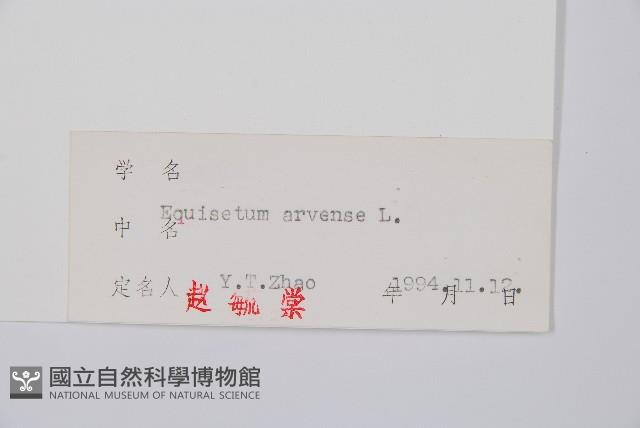 学 名
Equisetum arvense L.
中 名
定名人 Y.T.Zhao 1994.11.12.
年 月 日
赵 毓 棠
國立自然科學博物館
NATIONAL MUSEUM OF NATURAL SCIENCE